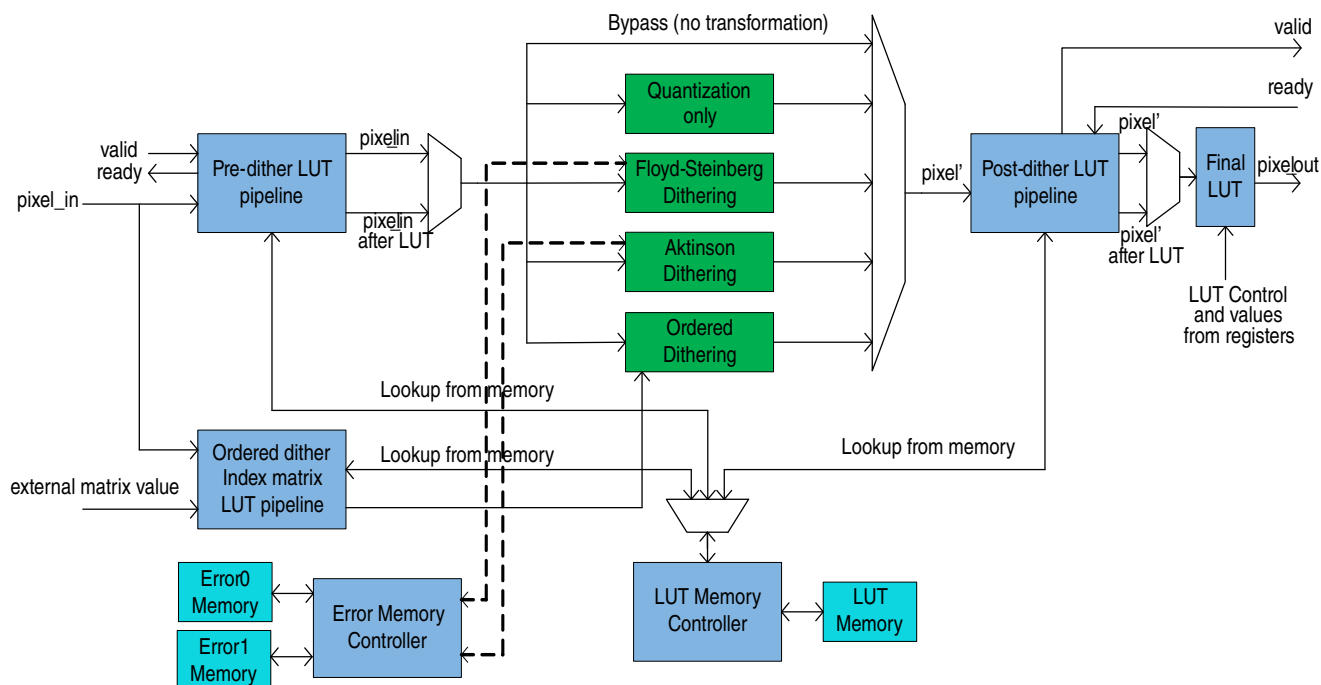 Bypass (no transformation)
valid
ready
Quantization
only
valid
ready
pixel_in
Pre-dither LUT
pipeline
pixel_in
pixel_in
after LUT
Floyd-Steinberg
Dithering
Aktinson
Dithering
Ordered
Dithering
pixel'
Post-dither LUT
pipeline
pixel'
pixel'
after LUT
Final
LUT
pixel_out
LUT Control
and values
from registers
Lookup from memory
Lookup from memory
Lookup from memory
external matrix value
Ordered dither
Index matrix
LUT pipeline
Error0
Memory
Error1
Memory
Error Memory
Controller
LUT Memory
Controller
LUT
Memory